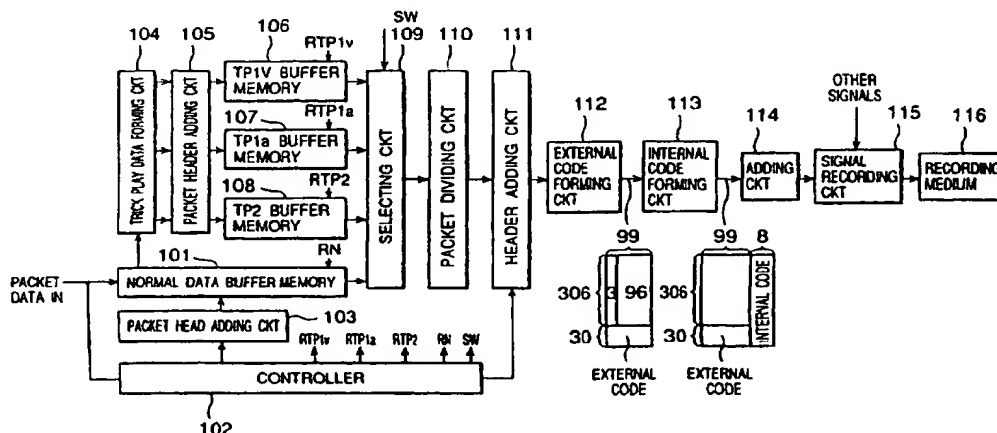 104
105
106
RTP1v
SW
109
110
111
TRICK PLAY DATA FORMING CKT
PACKET HEADER ADDING CKT
TP1V BUFFER
MEMORY
107
RTP1a
TP1a BUFFER
MEMORY
108
RTP2
TP2 BUFFER
MEMORY
SELECTING CKT
PACKET DIVIDING CKT
HEADER ADDING CKT
101
RN
PACKET
DATA IN
NORMAL DATA BUFFER MEMORY
103
PACKET HEAD ADDING CKT
RTP1v
RTP1a
RTP2
RN
SW
CONTROLLER
102
112
113
114
OTHER
SIGNALS
115
116
EXTERNAL
CODE
FORMING
CKT
INTERNAL
CODE
FORMING
CKT
ADDING
CKT
SIGNAL
RECORDING
CKT
RECORDING
MEDIUM
99
99
8
306
3
96
306
INTERNAL CODE
30
30
EXTERNAL
CODE
EXTERNAL
CODE